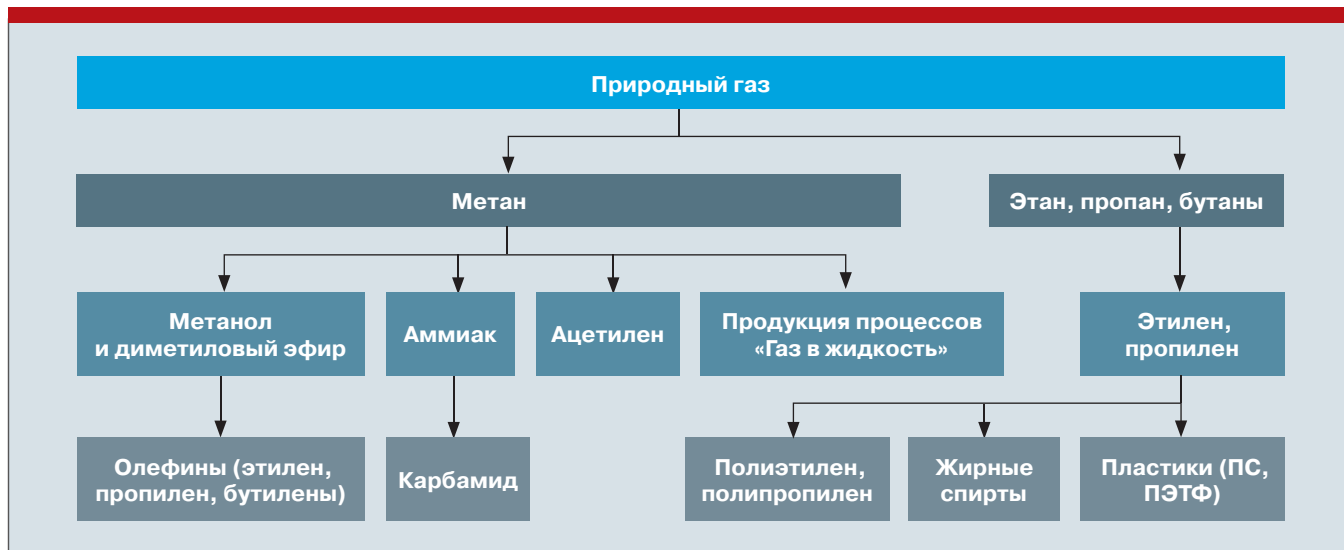 Природный газ
Метан
Этан, пропан, бутаны
Метанол
и диметиловый эфир
Аммиак
Ацетилен
Продукция процессов
«Газ в жидкость»
Этилен,
пропилен
Олефины (этилен,
пропилен, бутилены)
Карбамид
Полиэтилен,
полипропилен
Жирные
спирты
Пластики (ПС,
ПЭТФ)